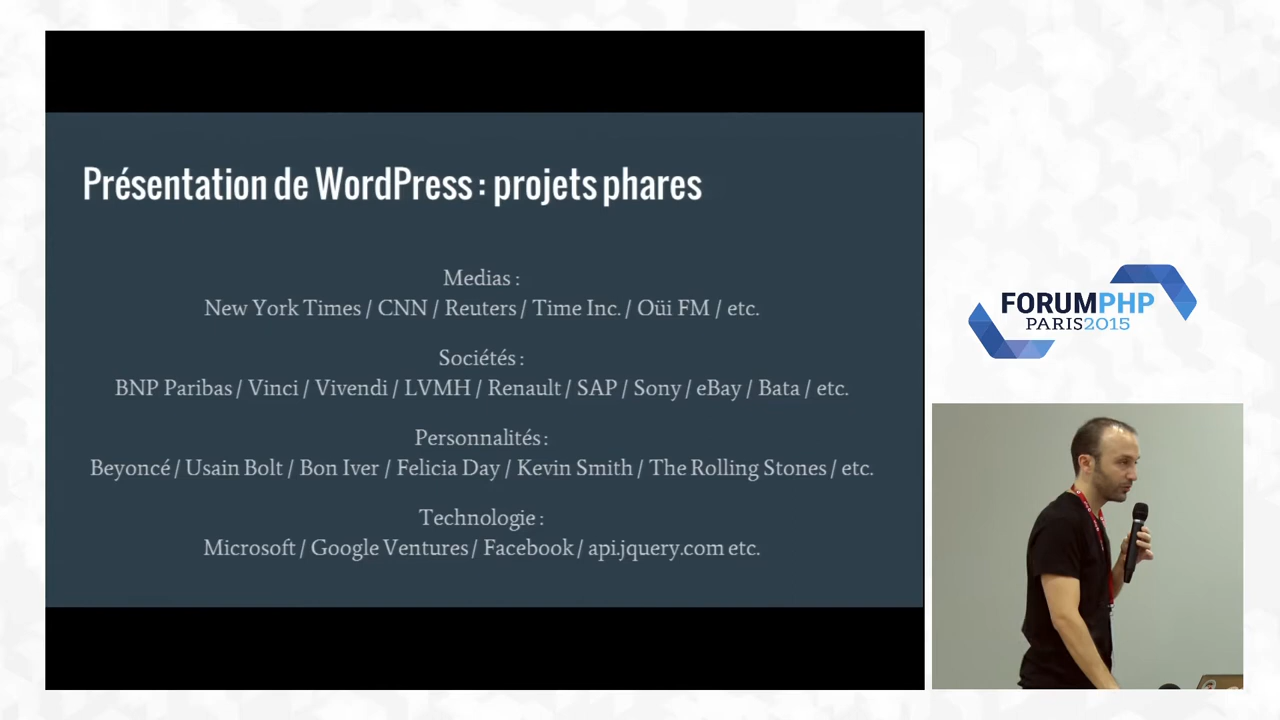 Présentation de WordPress : projets phares
Medias :
New York Times / CNN / Reuters / Time Inc. / Oüi FM / etc.
Sociétés :
BNP Paribas / Vinci / Vivendi / LVMH / Renault / SAP / Sony / eBay / Bata / etc.
Personnalités :
Beyoncé / Usain Bolt / Bon Iver / Felicia Day / Kevin Smith / The Rolling Stones / etc.
Technologie :
Microsoft / Google Ventures / Facebook / api.jquery.com etc.
FORUMPHP
PARIS2015